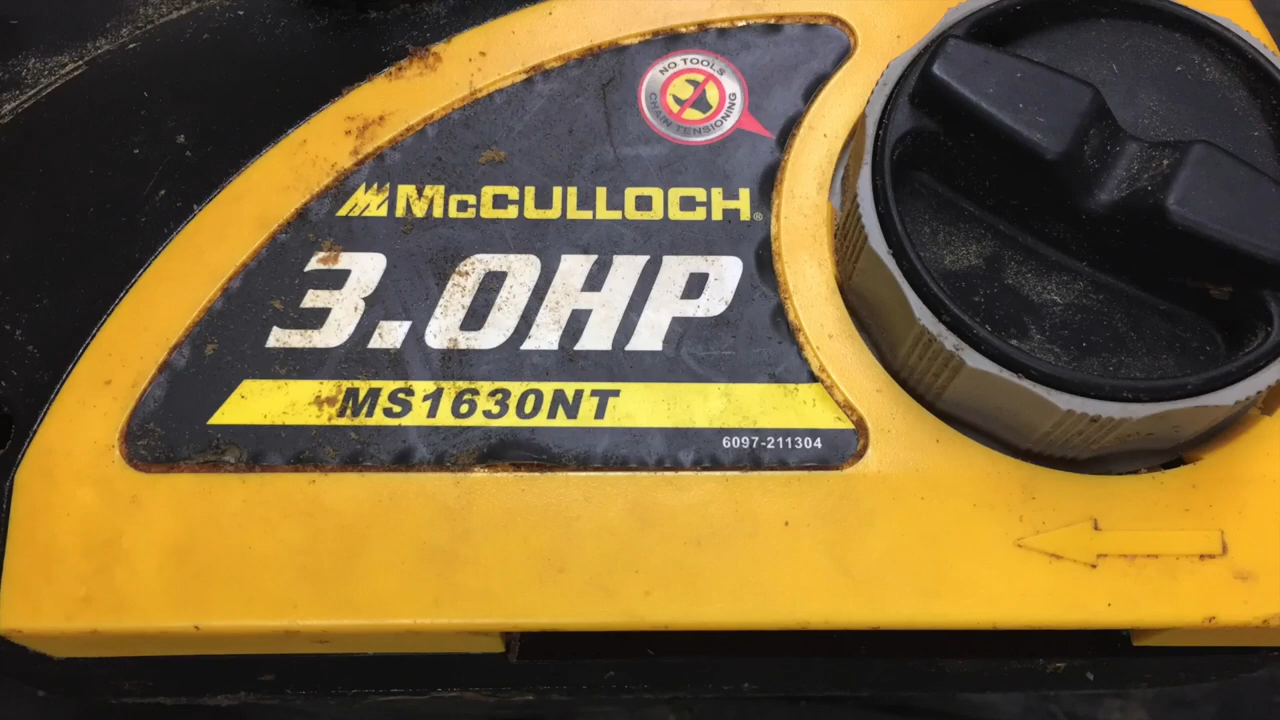 NO TOOLS
CHAIN TENSIONING
McCULLOCH®
3.0HP
MS1630NT
6097-211304